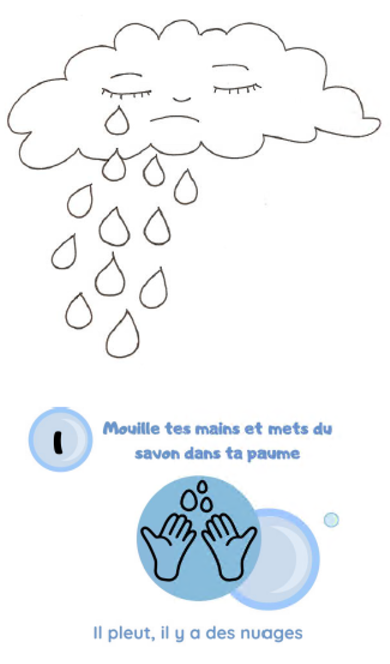 1
Mouille tes mains et mets du
savon dans ta paume
Il pleut, il y a des nuages